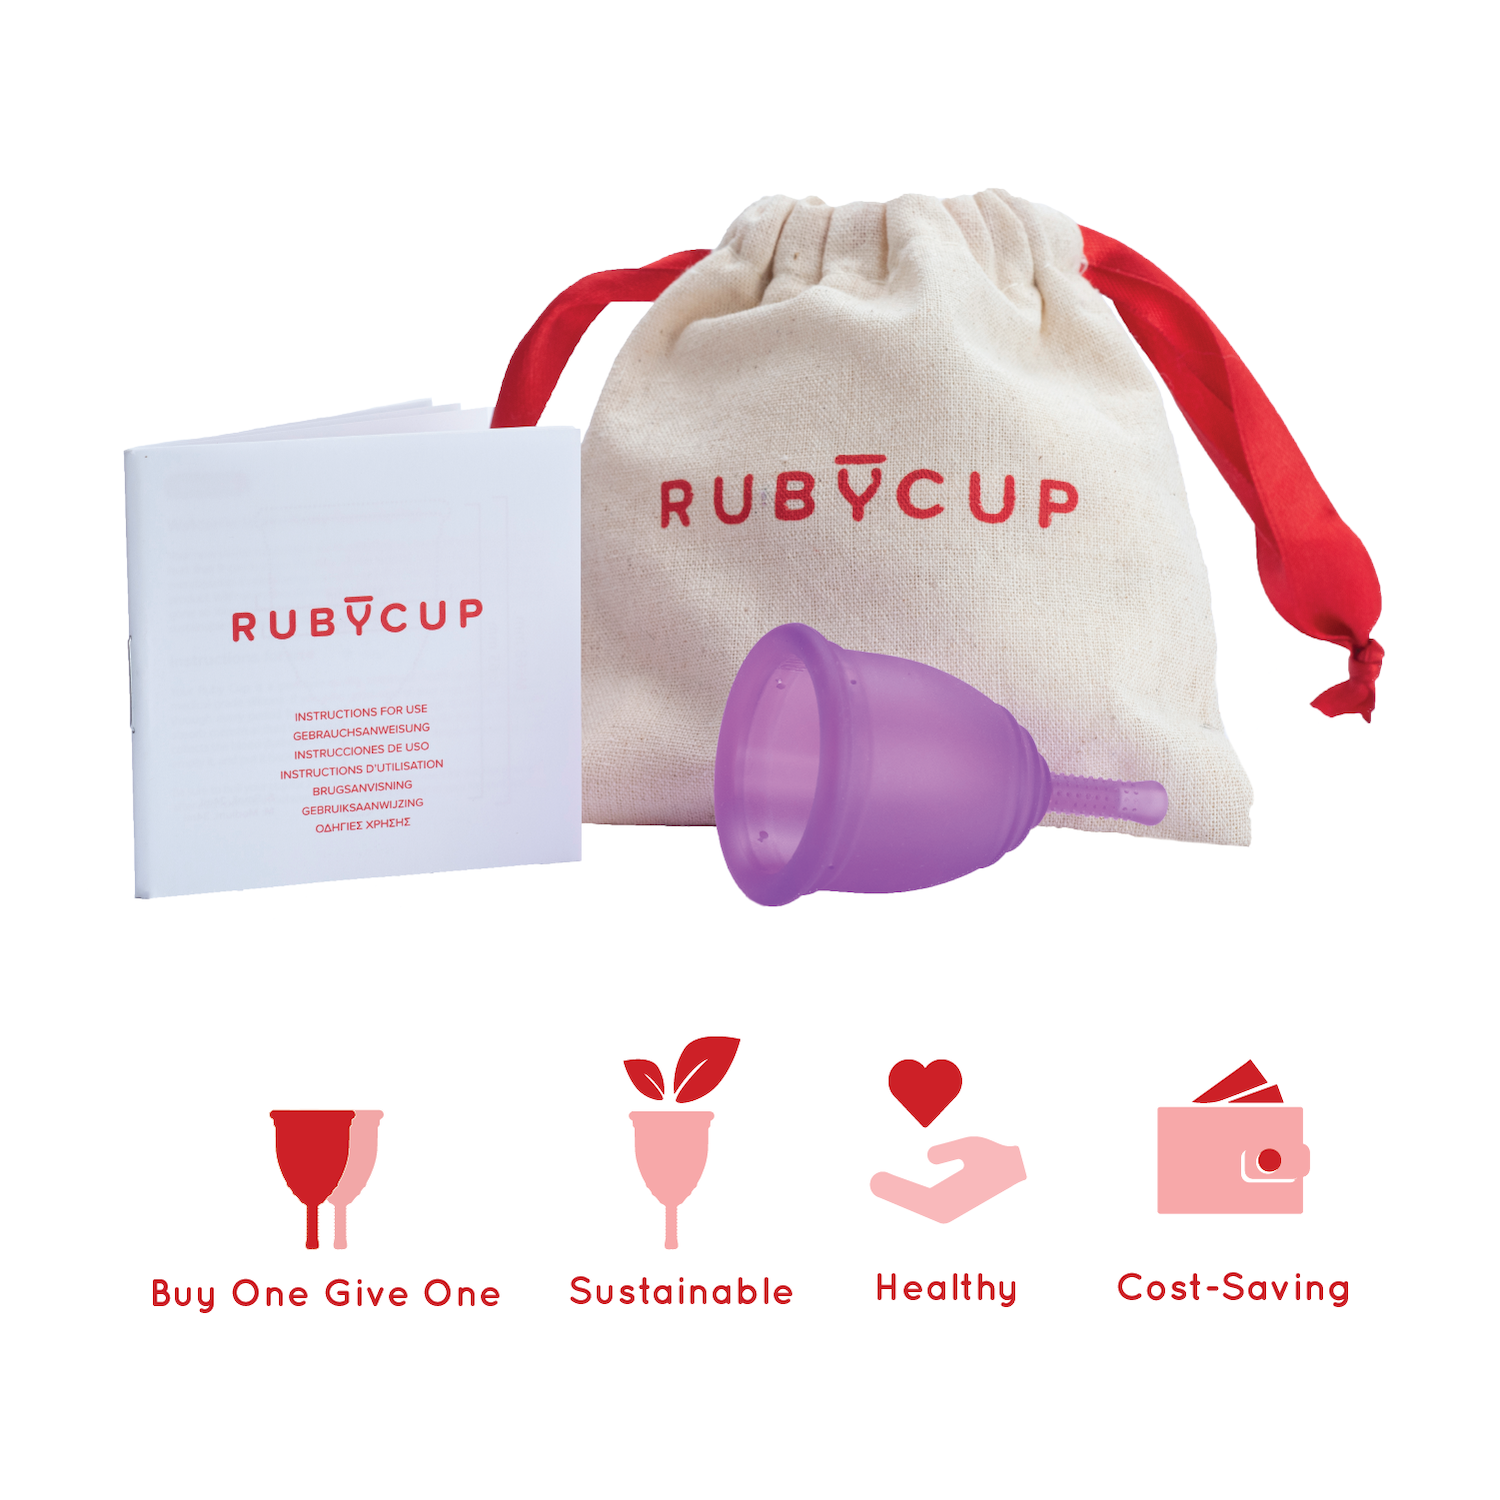 RUBYCUP
RUBYCUP
INSTRUCTIONS FOR USE
GEBRAUCHSANWEISUNG
INSTRUCCIONES DE USO
INSTRUCTIONS D'UTILISATION
BRUGSANVISNING
GEBRUIKSAANWIJZING
ΟΔΗΓΙΕΣ ΧΡΗΣΗΣ
Buy One Give One
Sustainable
Healthy
Cost-Saving